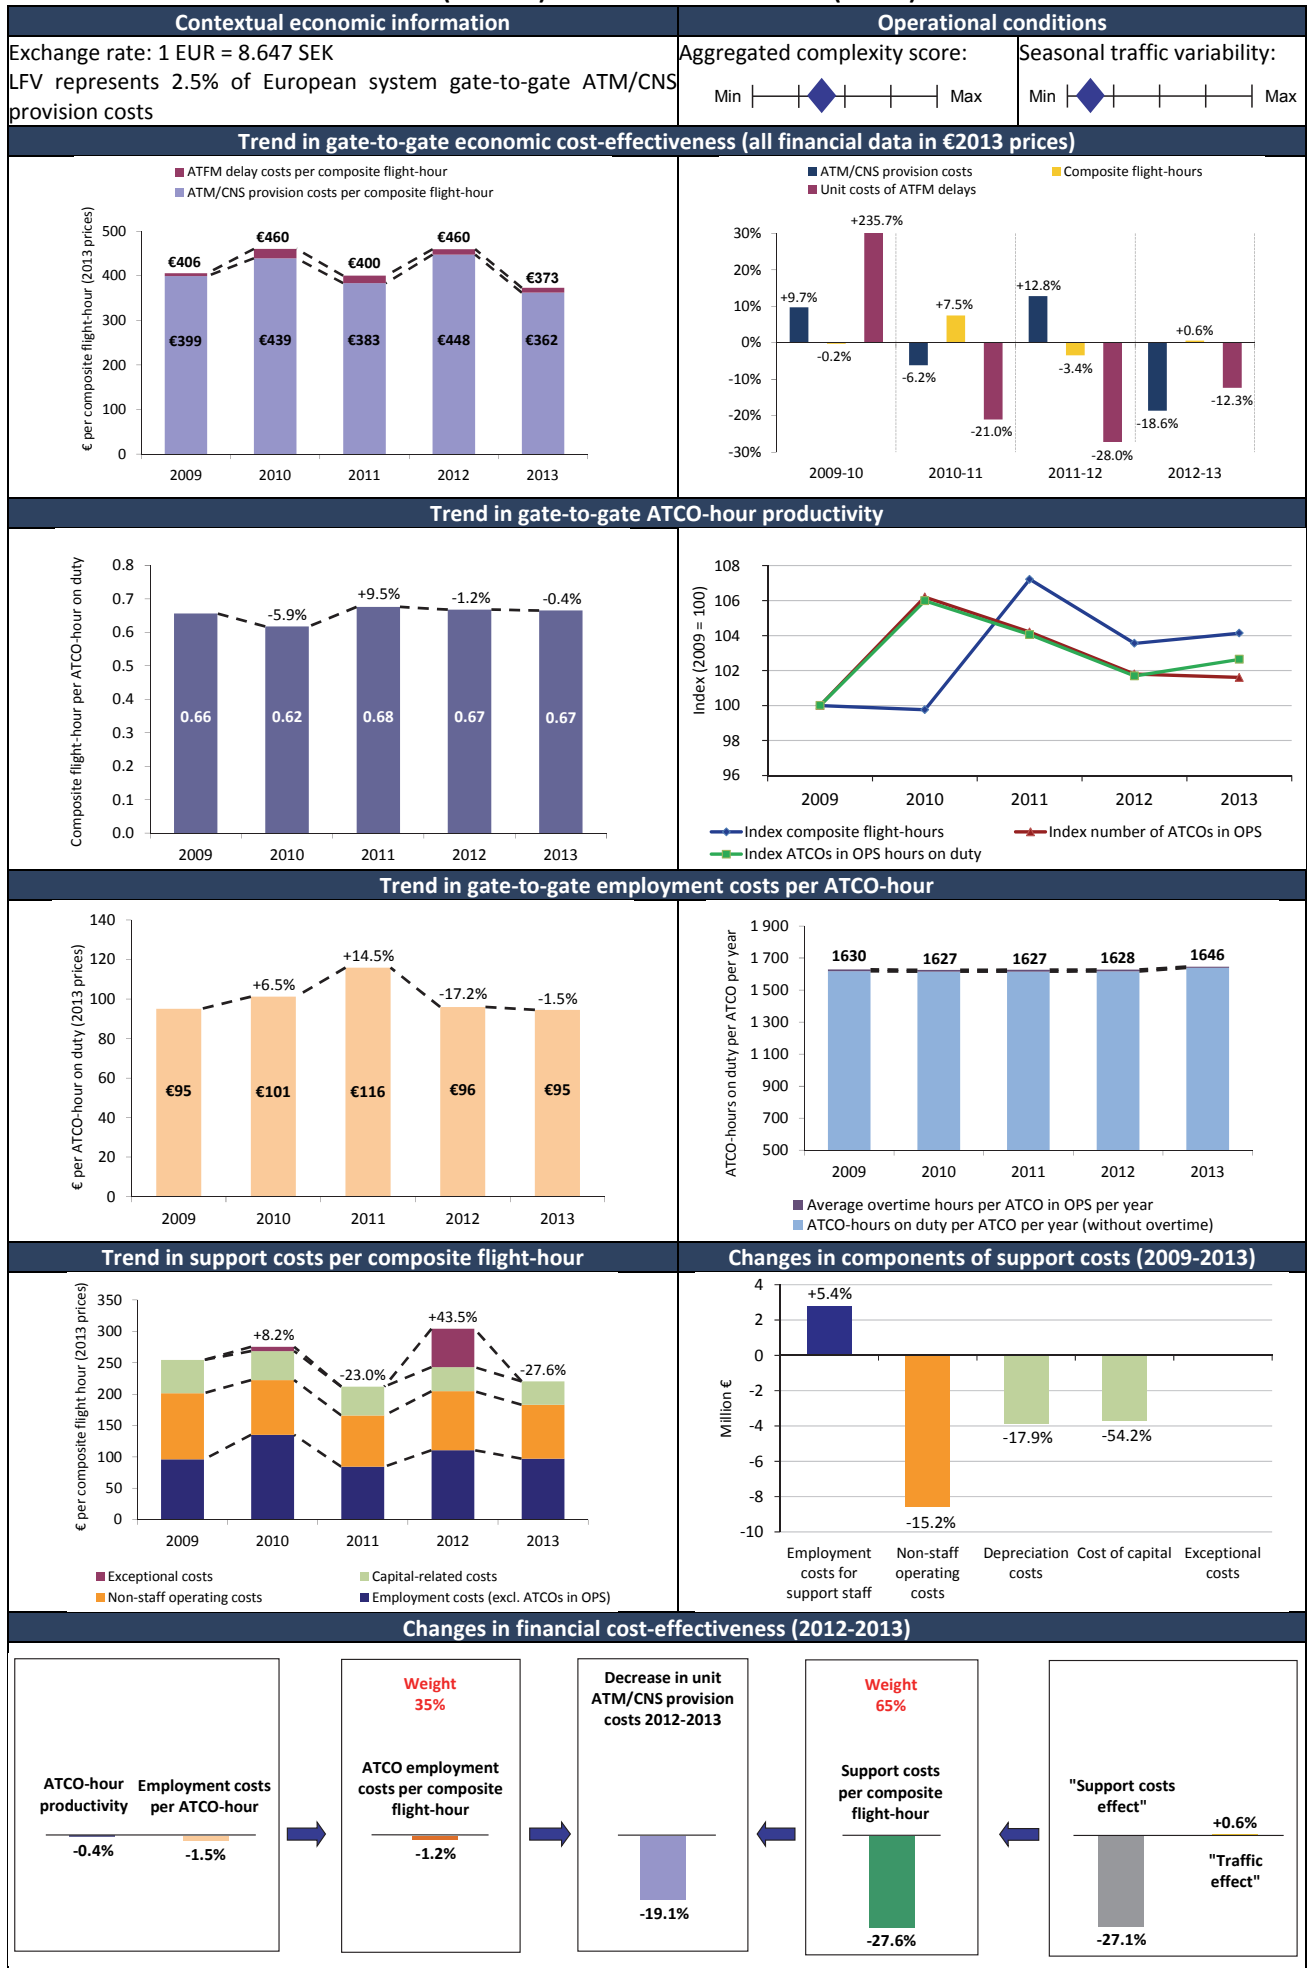 Contextual economic information
Operational conditions
Exchange rate: 1 EUR = 8.647 SEK
LFV represents 2.5% of European system gate-to-gate ATM/CNS
provision costs
Aggregated complexity score:
Min
Max
Seasonal traffic variability:
Min
Max
Trend in gate-to-gate economic cost-effectiveness (all financial data in €2013 prices)
ATFM delay costs per composite flight-hour
ATM/CNS provision costs per composite flight-hour
€ per composite flight-hour (2013 prices)
500
400
300
200
100
0
€406
€460
€400
€460
€373
€399
€439
€383
€448
€362
2009
2010
2011
2012
2013
ATM/CNS provision costs
Composite flight-hours
Unit costs of ATFM delays
30%
20%
10%
0%
-10%
-20%
-30%
+9.7%
-0.2%
+235.7%
-6.2%
+7.5%
-21.0%
+12.8%
-3.4%
-28.0%
-18.6%
+0.6%
-12.3%
2009-10
2010-11
2011-12
2012-13
Trend in gate-to-gate ATCO-hour productivity
Composite flight-hour per ATCO-hour on duty
0.8
0.7
0.6
0.5
0.4
0.3
0.2
0.1
0.0
-5.9%
+9.5%
-1.2%
-0.4%
0.66
0.62
0.68
0.67
0.67
2009
2010
2011
2012
2013
Index (2009 = 100)
108
106
104
102
100
98
96
2009
2010
2011
2012
2013
Index composite flight-hours
Index number of ATCOs in OPS
Index ATCOs in OPS hours on duty
Trend in gate-to-gate employment costs per ATCO-hour
€ per ATCO-hour on duty (2013 prices)
140
120
100
80
60
40
20
0
+6.5%
+14.5%
-17.2%
-1.5%
€95
€101
€116
€96
€95
2009
2010
2011
2012
2013
ATCO-hours on duty per ATCO per year
1 900
1 700
1 500
1 300
1 100
900
700
500
1630
1627
1627
1628
1646
2009
2010
2011
2012
2013
Average overtime hours per ATCO in OPS per year
ATCO-hours on duty per ATCO per year (without overtime)
Trend in support costs per composite flight-hour
Changes in components of support costs (2009-2013)
€ per composite flight hour (2013 prices)
350
300
250
200
150
100
50
0
+8.2%
-23.0%
+43.5%
-27.6%
2009
2010
2011
2012
2013
Exceptional costs
Capital-related costs
Non-staff operating costs
Employment costs (excl. ATCOs in OPS)
Million €
4
2
0
-2
-4
-6
-8
-10
+5.4%
-15.2%
-17.9%
-54.2%
Employment
costs for
support staff
Non-staff
operating
costs
Depreciation
costs
Cost of capital
Exceptional
costs
Changes in financial cost-effectiveness (2012-2013)
ATCO-hour
productivity
-0.4%
Employment costs
per ATCO-hour
-1.5%
Weight
35%
ATCO employment
costs per composite
flight-hour
-1.2%
Decrease in unit
ATM/CNS provision
costs 2012-2013
-19.1%
Weight
65%
Support costs
per composite
flight-hour
-27.6%
"Support costs
effect"
-27.1%
+0.6%
"Traffic
effect"